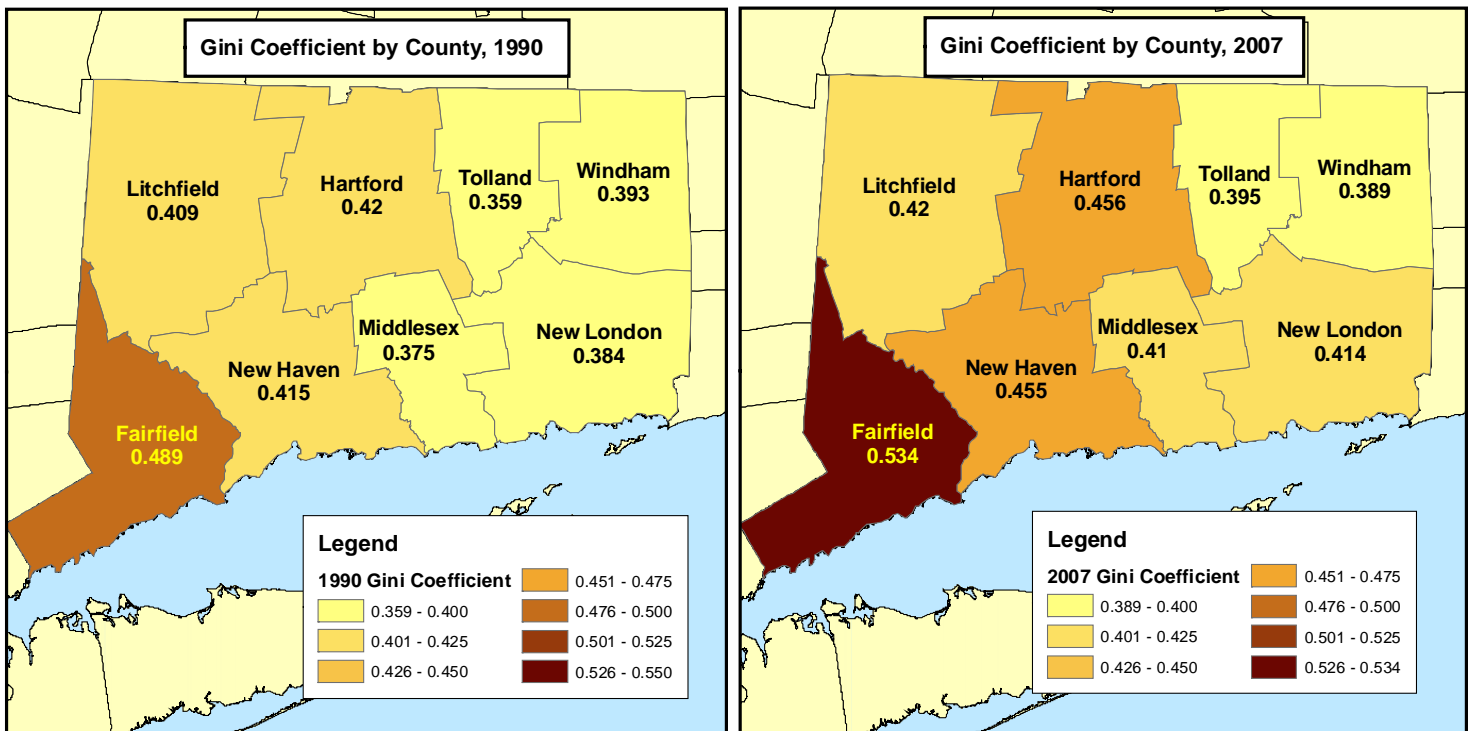 Gini Coefficient by County, 1990
Litchfield
0.409
Hartford
0.42
Tolland
0.359
Windham
0.393
Middlesex
0.375
New London
0.384
New Haven
0.415
Fairfield
0.489
Legend
1990 Gini Coefficient
0.359 - 0.400
0.401 - 0.425
0.426 - 0.450
0.451 - 0.475
0.476 - 0.500
0.501 - 0.525
0.526 - 0.550
Gini Coefficient by County, 2007
Litchfield
0.42
Hartford
0.456
Tolland
0.395
Windham
0.389
Middlesex
0.41
New London
0.414
New Haven
0.455
Fairfield
0.534
Legend
2007 Gini Coefficient
0.389 - 0.400
0.401 - 0.425
0.426 - 0.450
0.451 - 0.475
0.476 - 0.500
0.501 - 0.525
0.526 - 0.534